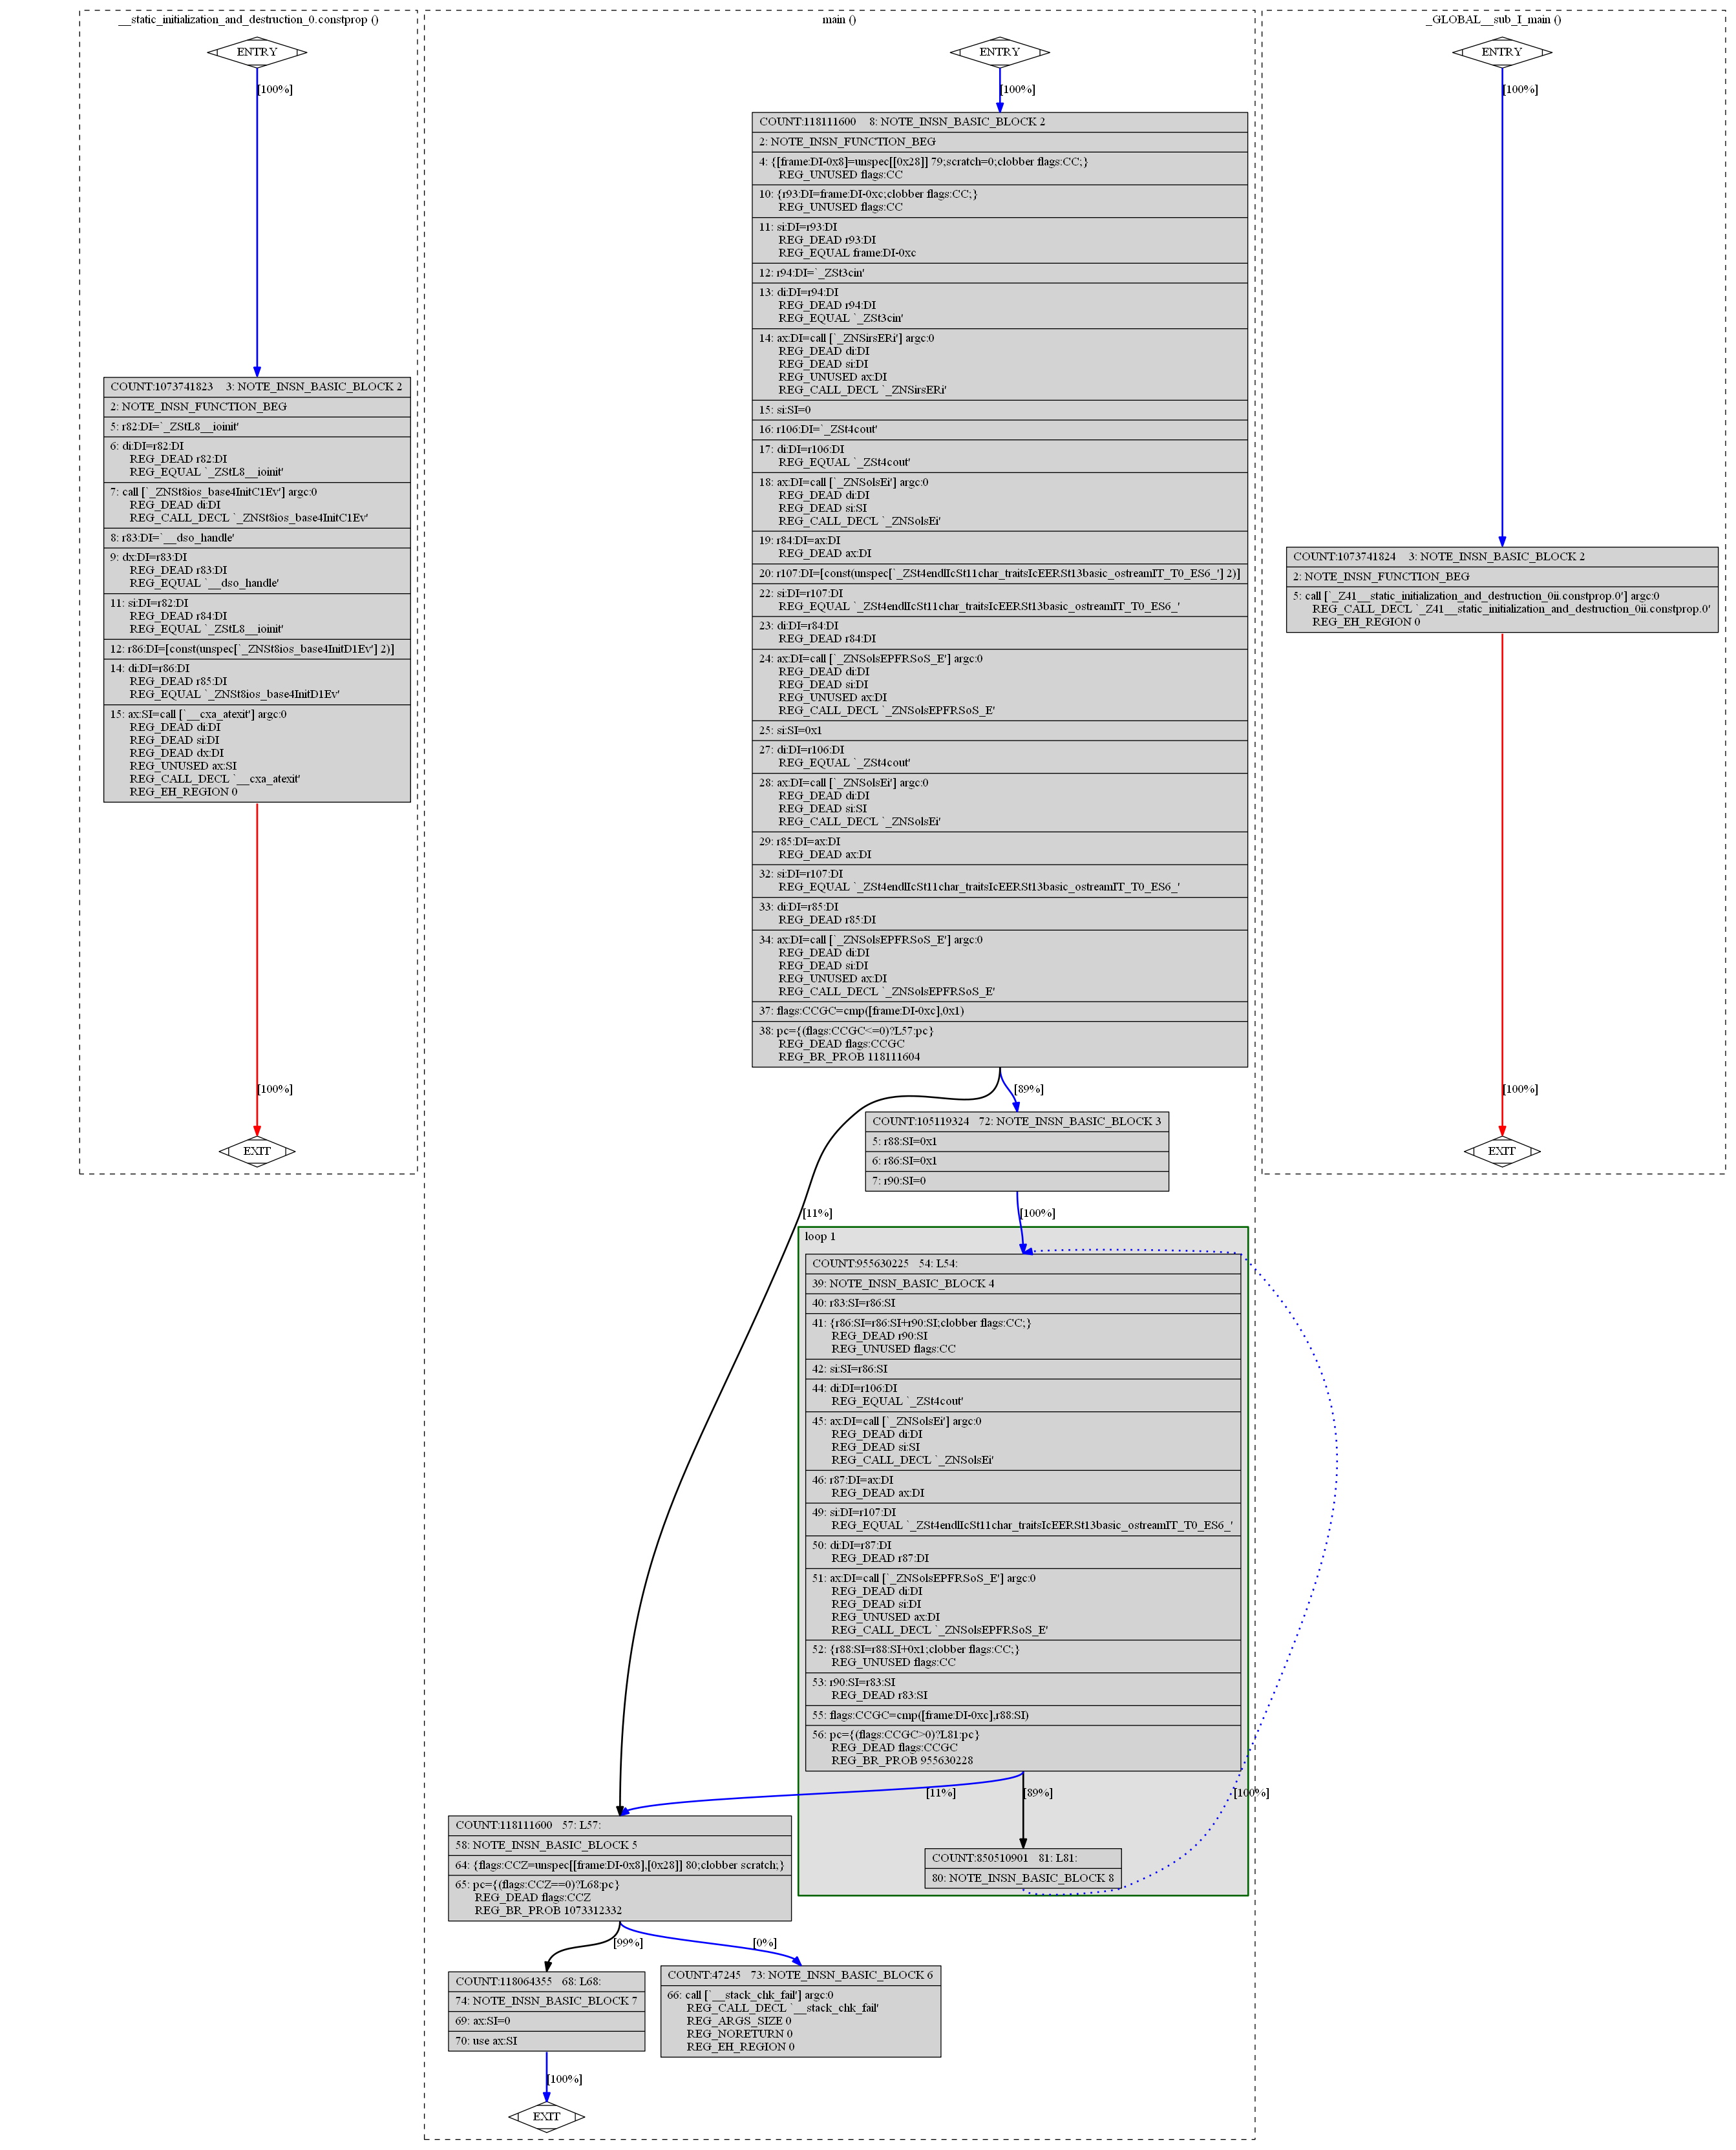 __static_initialization_and_destruction_0.constprop ()
ENTRY
[100%]
COUNT:1073741823 3: NOTE_INSN_BASIC_BLOCK 2
2: NOTE_INSN_FUNCTION_BEG
5: r82:DI=`_ZStL8__ioinit'
6: di:DI=r82:DI
REG_DEAD r82:DI
REG_EQUAL `_ZStL8__ioinit'
7: call [`_ZNSt8ios_base4InitC1Ev'] argc:0
REG_DEAD di:DI
REG_CALL_DECL `_ZNSt8ios_base4InitC1Ev'
8: r83:DI=`__dso_handle'
9: dx:DI=r83:DI
REG_DEAD r83:DI
REG_EQUAL `__dso_handle'
11: si:DI=r82:DI
REG_DEAD r84:DI
REG_EQUAL `_ZStL8__ioinit'
12: r86:DI=[const(unspec[`_ZNSt8ios_base4InitD1Ev'] 2)]
14: di:DI=r86:DI
REG_DEAD r85:DI
REG_EQUAL `_ZNSt8ios_base4InitD1Ev'
15: ax:SI=call [`__cxa_atexit'] argc:0
REG_DEAD di:DI
REG_DEAD si:DI
REG_DEAD dx:DI
REG_UNUSED ax:SI
REG_CALL_DECL `__cxa_atexit'
REG_EH_REGION 0
[100%]
EXIT
main ()
ENTRY
[100%]
COUNT:118111600 8: NOTE_INSN_BASIC_BLOCK 2
2: NOTE_INSN_FUNCTION_BEG
4: {[frame:DI-0x8]=unspec[[0x28]] 79;scratch=0;clobber flags:CC;}
REG_UNUSED flags:CC
10: {r93:DI=frame:DI-0xc;clobber flags:CC;}
REG_UNUSED flags:CC
11: si:DI=r93:DI
REG_DEAD r93:DI
REG_EQUAL frame:DI-0xc
12: r94:DI=`_ZSt3cin'
13: di:DI=r94:DI
REG_DEAD r94:DI
REG_EQUAL `_ZSt3cin'
14: ax:DI=call [`_ZNSirsERi'] argc:0
REG_DEAD di:DI
REG_DEAD si:DI
REG_UNUSED ax:DI
REG_CALL_DECL `_ZNSirsERi'
15: si:SI=0
16: r106:DI=`_ZSt4cout'
17: di:DI=r106:DI
REG_EQUAL `_ZSt4cout'
18: ax:DI=call [`_ZNSolsEi'] argc:0
REG_DEAD di:DI
REG_DEAD si:SI
REG_CALL_DECL `_ZNSolsEi'
19: r84:DI=ax:DI
REG_DEAD ax:DI
20: r107:DI=[const(unspec[`_ZSt4endlIcSt11char_traitsIcEERSt13basic_ostreamIT_T0_ES6_'] 2)]
22: si:DI=r107:DI
REG_EQUAL `_ZSt4endlIcSt11char_traitsIcEERSt13basic_ostreamIT_T0_ES6_'
23: di:DI=r84:DI
REG_DEAD r84:DI
24: ax:DI=call [`_ZNSolsEPFRSoS_E'] argc:0
REG_DEAD di:DI
REG_DEAD si:DI
REG_UNUSED ax:DI
REG_CALL_DECL `_ZNSolsEPFRSoS_E'
25: si:SI=0x1
27: di:DI=r106:DI
REG_EQUAL `_ZSt4cout'
28: ax:DI=call [`_ZNSolsEi'] argc:0
REG_DEAD di:DI
REG_DEAD si:SI
REG_CALL_DECL `_ZNSolsEi'
29: r85:DI=ax:DI
REG_DEAD ax:DI
32: si:DI=r107:DI
REG_EQUAL `_ZSt4endlIcSt11char_traitsIcEERSt13basic_ostreamIT_T0_ES6_'
33: di:DI=r85:DI
REG_DEAD r85:DI
34: ax:DI=call [`_ZNSolsEPFRSoS_E'] argc:0
REG_DEAD di:DI
REG_DEAD si:DI
REG_UNUSED ax:DI
REG_CALL_DECL `_ZNSolsEPFRSoS_E'
37: flags:CCGC=cmp([frame:DI-0xc],0x1)
38: pc={(flags:CCGC<=0)?L57:pc}
REG_DEAD flags:CCGC
REG_BR_PROB 118111604
[89%]
COUNT:105119324 72: NOTE_INSN_BASIC_BLOCK 3
5: r88:SI=0x1
6: r86:SI=0x1
7: r90:SI=0
[11%]
[100%]
loop 1
COUNT:955630225 54: L54:
39: NOTE_INSN_BASIC_BLOCK 4
40: r83:SI=r86:SI
41: {r86:SI=r86:SI+r90:SI;clobber flags:CC;}
REG_DEAD r90:SI
REG_UNUSED flags:CC
42: si:SI=r86:SI
44: di:DI=r106:DI
REG_EQUAL `_ZSt4cout'
45: ax:DI=call [`_ZNSolsEi'] argc:0
REG_DEAD di:DI
REG_DEAD si:SI
REG_CALL_DECL `_ZNSolsEi'
46: r87:DI=ax:DI
REG_DEAD ax:DI
49: si:DI=r107:DI
REG_EQUAL `_ZSt4endlIcSt11char_traitsIcEERSt13basic_ostreamIT_T0_ES6_'
50: di:DI=r87:DI
REG_DEAD r87:DI
51: ax:DI=call [`_ZNSolsEPFRSoS_E'] argc:0
REG_DEAD di:DI
REG_DEAD si:DI
REG_UNUSED ax:DI
REG_CALL_DECL `_ZNSolsEPFRSoS_E'
52: {r88:SI=r88:SI+0x1;clobber flags:CC;}
REG_UNUSED flags:CC
53: r90:SI=r83:SI
REG_DEAD r83:SI
55: flags:CCGC=cmp([frame:DI-0xc],r88:SI)
56: pc={(flags:CCGC>0)?L81:pc}
REG_DEAD flags:CCGC
REG_BR_PROB 955630228
[11%]
[89%]
[100%]
COUNT:118111600 57: L57:
58: NOTE_INSN_BASIC_BLOCK 5
64: {flags:CCZ=unspec[[frame:DI-0x8],[0x28]] 80;clobber scratch;}
65: pc={(flags:CCZ==0)?L68:pc}
REG_DEAD flags:CCZ
REG_BR_PROB 1073312332
COUNT:850510901 81: L81:
80: NOTE_INSN_BASIC_BLOCK 8
[99%]
[0%]
COUNT:118064355 68: L68:
74: NOTE_INSN_BASIC_BLOCK 7
69: ax:SI=0
70: use ax:SI
COUNT:47245 73: NOTE_INSN_BASIC_BLOCK 6
66: call [`__stack_chk_fail'] argc:0
REG_CALL_DECL `__stack_chk_fail'
REG_ARGS_SIZE 0
REG_NORETURN 0
REG_EH_REGION 0
[100%]
EXIT
_GLOBAL__sub_I_main ()
ENTRY
[100%]
COUNT:1073741824 3: NOTE_INSN_BASIC_BLOCK 2
2: NOTE_INSN_FUNCTION_BEG
5: call [`_Z41__static_initialization_and_destruction_0ii.constprop.0'] argc:0
REG_CALL_DECL `_Z41__static_initialization_and_destruction_0ii.constprop.0'
REG_EH_REGION 0
[100%]
EXIT